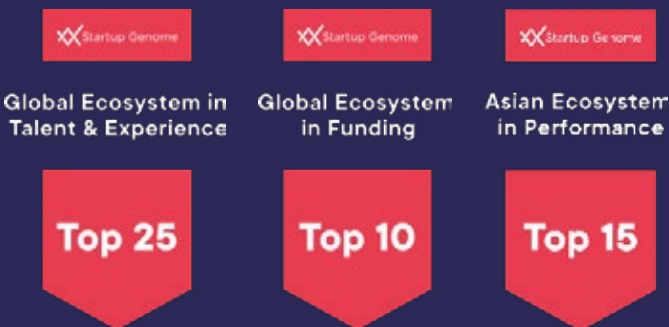 Startup Genome
Global Ecosystem in
Talent & Experience
Top 25
Startup Genome
Global Ecosystem
in Funding
Top 10
Startup Genome
Asian Ecosystem
in Performance
Top 15